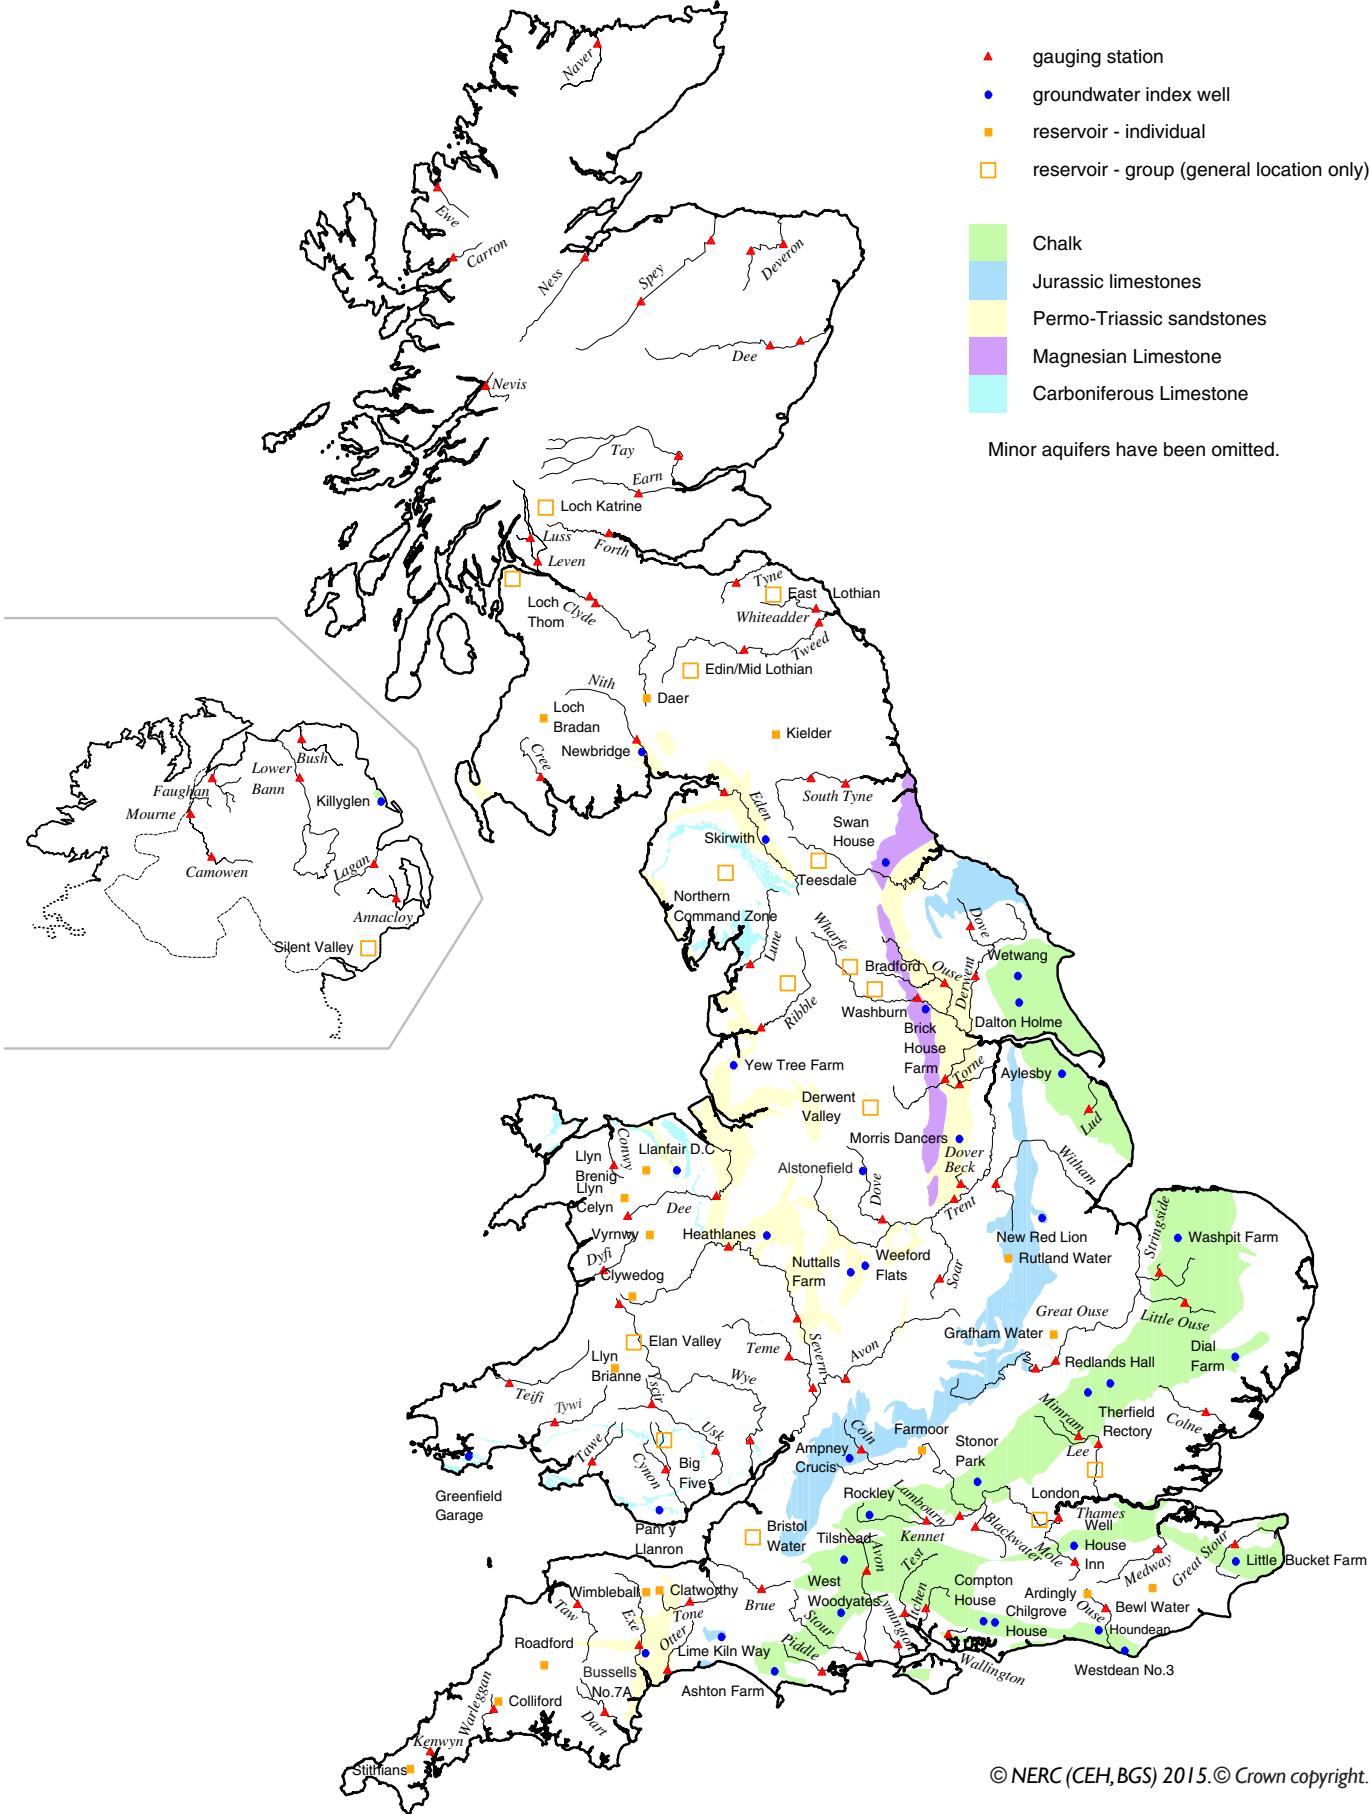 gauging station
groundwater index well
reservoir - individual
reservoir - group (general location only)
Chalk
Jurassic limestones
Permo-Triassic sandstones
Magnesian Limestone
Carboniferous Limestone
Minor aquifers have been omitted.
Naver
Ewe
Carron
Ness
Spey
Deveron
Dee
Nevis
Tay
Earn
Loch Katrine
Luss
Forth
Leven
Loch
Thom
Clyde
Tyne
East Lothian
Whiteadder
Tweed
Edin/Mid Lothian
Nith
Daer
Loch
Bradan
Kielder
Newbridge
Cree
Bush
Lower
Bann
Faughan
Mourne
Killyglen
Camowen
Lagan
Annacloy
Silent Valley
Eden
South Tyne
Swan
House
Skirwith
Teesdale
Northern
Command Zone
Lune
Wharfe
Dove
Wetwang
Bradford
Ouse
Derwent
Washburn
Ribble
Brick
House
Farm
Dalton Holme
Yew Tree Farm
Torne
Aylesby
Derwent
Valley
Lud
Morris Dancers
Conwy
Llanfair D.C
Llyn
Brenig
Alstonefield
Dover
Beck
Witham
Llyn
Celyn
Dee
Dove
Trent
Stringside
Vyrnwy
Heathlanes
New Red Lion
Washpit Farm
Dyfi
Nuttalls
Farm
Weeford
Flats
Rutland Water
Clywedog
Soar
Great Ouse
Little Ouse
Elan Valley
Teme
Severn
Avon
Grafham Water
Dial
Farm
Llyn
Brianne
Redlands Hall
Teifi
Yscir
Wye
Tywi
Mimram
Therfield
Rectory
Colne
Coln
Farmoor
Lee
Usk
Tawe
Ampney
Crucis
Stonor
Park
Cynon
Big
Five
Greenfield
Garage
Rockley
Lambourn
London
Thames
Pant y
Llanron
Bristol
Water
Tilshead
Kennet
Blackwater
Well
House
Inn
Mole
Avon
Test
Medway
Great Stour
Little Bucket Farm
West
Woodyates
Compton
House
Wimbleball
Clatworthy
Brue
Ardingly
Taw
Exe
Tone
Stour
Lymington
Itchen
Chilgrove
House
Ouse
Bewl Water
Houndean
Otter
Roadford
Lime Kiln Way
Piddle
Wallington
Westdean No.3
Bussells
No.7A
Ashton Farm
Colliford
Warleggan
Dart
Kenwyn
Stithians
© NERC (CEH, BGS) 2015. © Crown copyright.